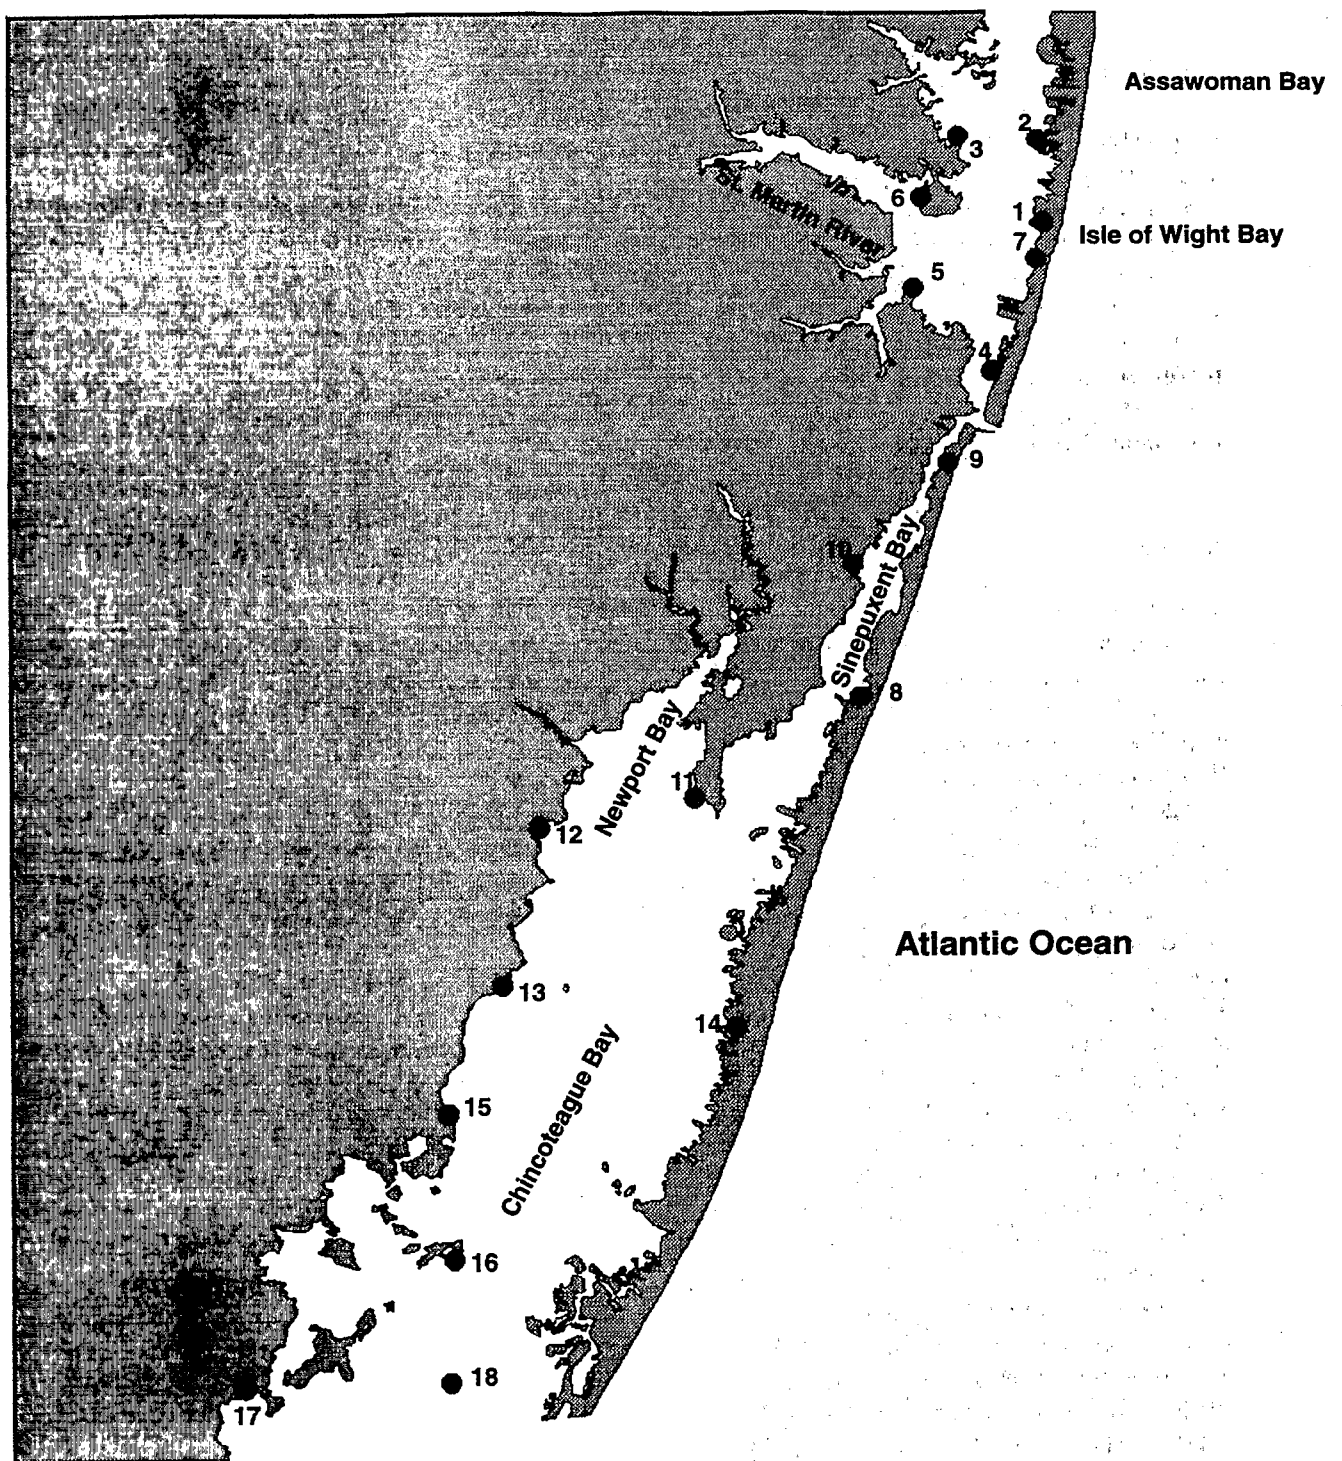 Assawoman Bay
2
3
6
St. Martin River
1
Isle of Wight Bay
7
5
4
9
10
Sinepuxent Bay
8
Newport Bay
11
12
Atlantic Ocean
13
14
Chincoteague Bay
15
16
18
17